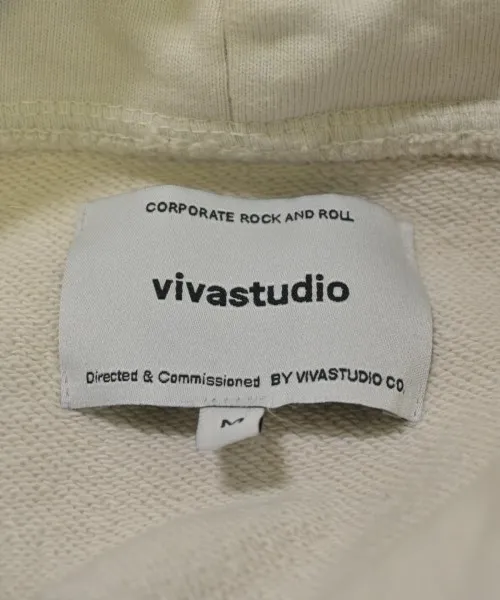 CORPORATE ROCK AND ROLL
vivastudio
Directed & Commissioned BY VIVASTUDIO CO.
M